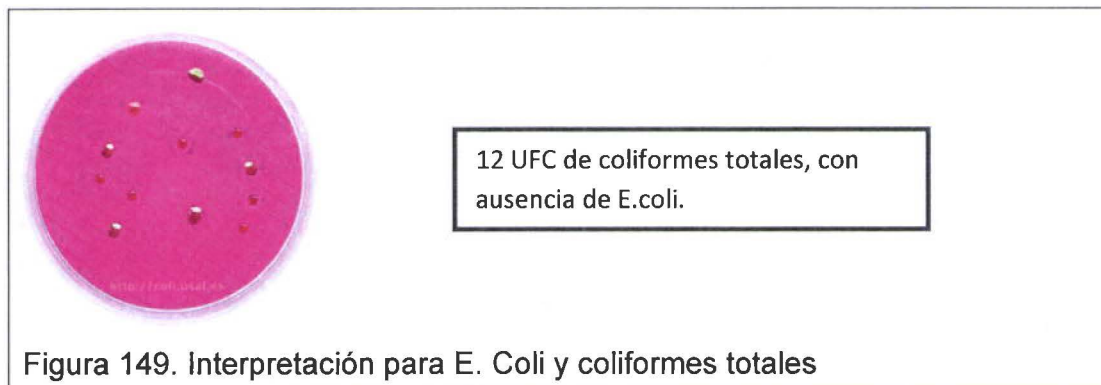 12 UFC de coliformes totales, con
ausencia de E.coli.
Figura 149. Interpretación para E. Coli y coliformes totales